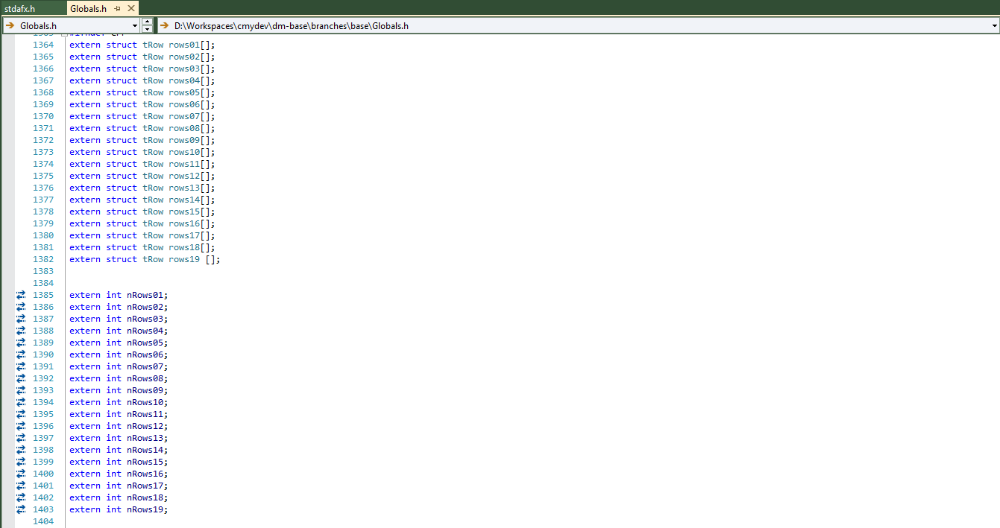 stdafx.h
Globals.h
Globals.h
D:\Workspaces\cmydev\dm-base\branches\base\Globals.h
1364 extern struct tRow rows01[];
1365 extern struct tRow rows02[];
1366 extern struct tRow rows03[];
1367 extern struct tRow rows04[];
1368 extern struct tRow rows05[];
1369 extern struct tRow rows06[];
1370 extern struct tRow rows07[];
1371 extern struct tRow rows08[];
1372 extern struct tRow rows09[];
1373 extern struct tRow rows10[];
1374 extern struct tRow rows11[];
1375 extern struct tRow rows12[];
1376 extern struct tRow rows13[];
1377 extern struct tRow rows14[];
1378 extern struct tRow rows15[];
1379 extern struct tRow rows16[];
1380 extern struct tRow rows17[];
1381 extern struct tRow rows18[];
1382 extern struct tRow rows19 [];
1383
1384
1385 extern int nRows01;
1386 extern int nRows02;
1387 extern int nRows03;
1388 extern int nRows04;
1389 extern int nRows05;
1390 extern int nRows06;
1391 extern int nRows07;
1392 extern int nRows08;
1393 extern int nRows09;
1394 extern int nRows10;
1395 extern int nRows11;
1396 extern int nRows12;
1397 extern int nRows13;
1398 extern int nRows14;
1399 extern int nRows15;
1400 extern int nRows16;
1401 extern int nRows17;
1402 extern int nRows18;
1403 extern int nRows19;
1404